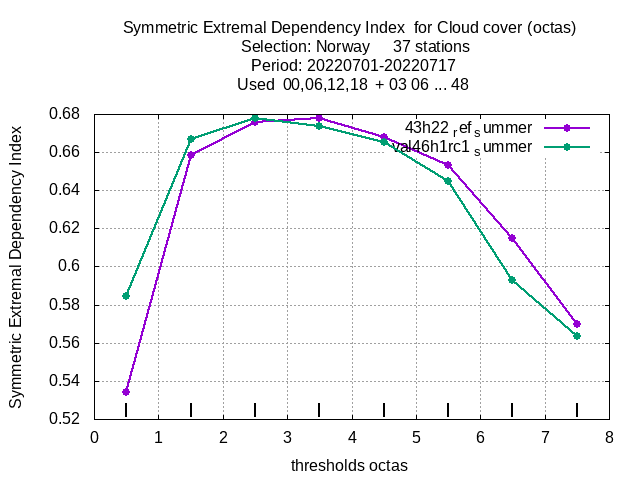 Symmetric Extremal Dependency Index for Cloud cover (octas)
Selection: Norway 37 stations
Period: 20220701-20220717
Used 00,06,12,18 + 03 06 ... 48
43h22 ref summer
val46h1rc1 summer
Symmetric Extremal Dependency Index
0.68
0.66
0.64
0.62
0.6
0.58
0.56
0.54
0.52
0 1 2 3 4 5 6 7 8
thresholds octas